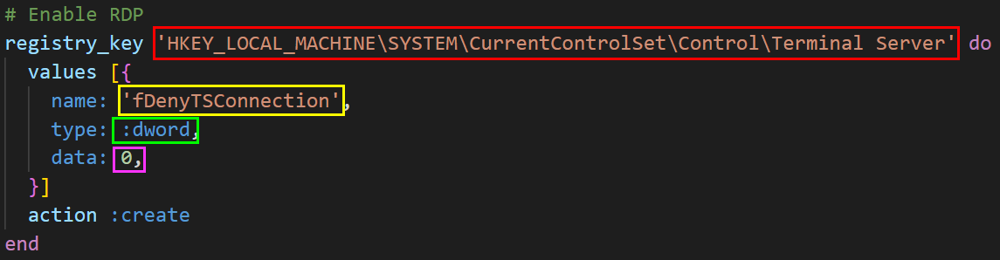 # Enable RDP
registry_key 'HKEY_LOCAL_MACHINE\SYSTEM\CurrentControlSet\Control\Terminal Server' do
values [{
name: 'fDenyTSConnection',
type: :dword,
data: 0,
}]
action :create
end